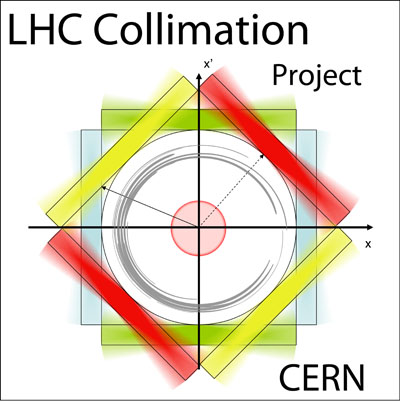 LHC Collimation
Project
x'
x
CERN